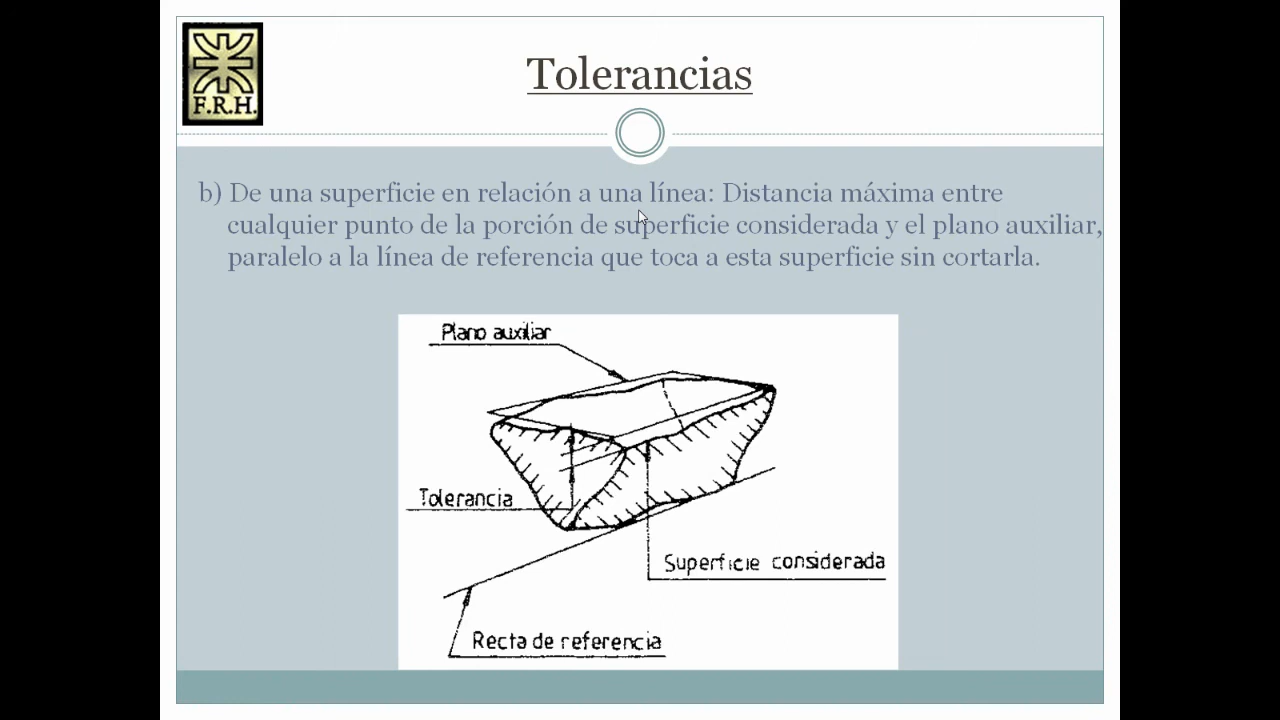 F.R.H.
Tolerancias
b) De una superficie en relación a una línea: Distancia máxima entre
cualquier punto de la porción de superficie considerada y el plano auxiliar,
paralelo a la línea de referencia que toca a esta superficie sin cortarla.
Plano auxiliar
Tolerancia
Superficie considerada
Recta de referencia